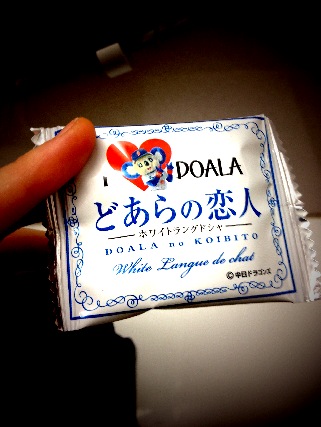 I DOALA
どあらの恋人
ホワイトラングドシャ
DOALA no KOIBITO
White Langue de chat
©中日ドラゴンズ